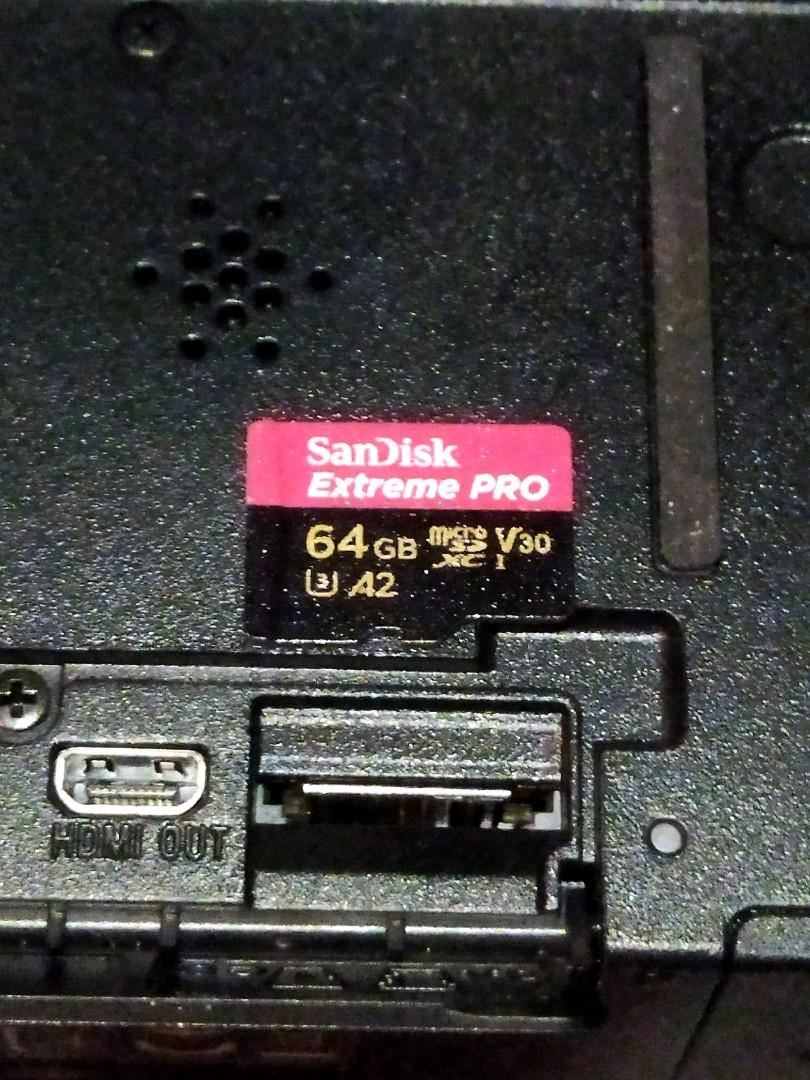 SanDisk
Extreme PRO
64GB micro SD XC I V30
U3 A2
HDMI OUT